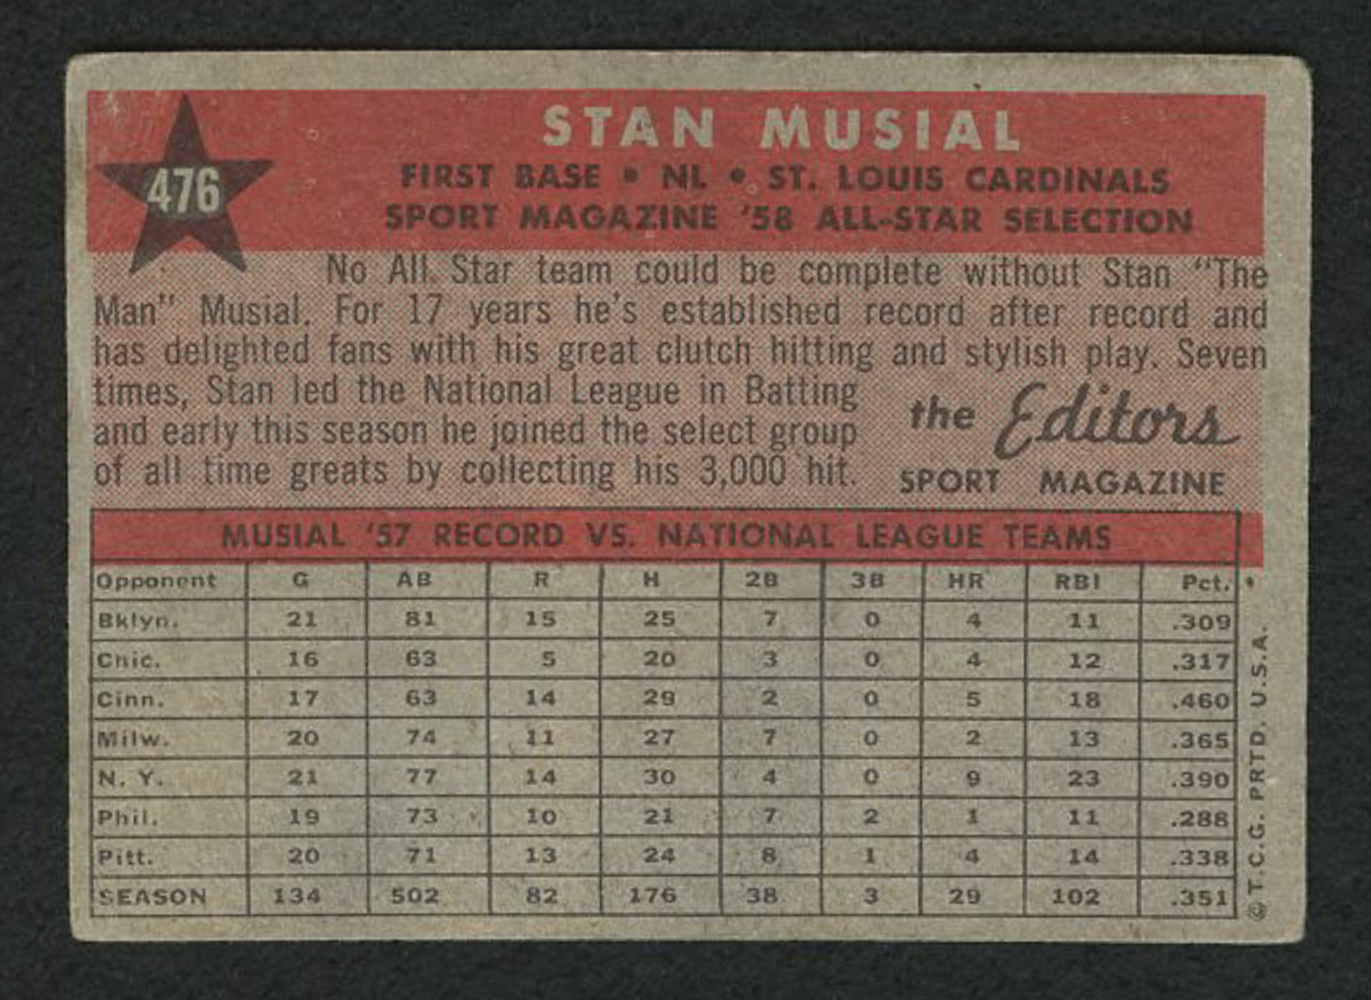 476
STAN MUSIAL
FIRST BASE • NL • ST. LOUIS CARDINALS
SPORT MAGAZINE '58 ALL-STAR SELECTION
No All Star team could be complete without Stan "The
Man" Musial. For 17 years he's established record after record and
has delighted fans with his great clutch hitting and stylish play. Seven
times, Stan led the National League in Batting
and early this season he joined the select group
of all time greats by collecting his 3,000 hit.
the Editors
SPORT MAGAZINE
MUSIAL '57 RECORD VS. NATIONAL LEAGUE TEAMS
Opponent G AB R H 2B 3B HR RBI Pct.
Bklyn. 21 81 15 25 7 0 4 11 .309
Chic. 16 63 5 20 3 0 4 12 .317
Cinn. 17 63 14 29 2 0 5 18 .460
Milw. 20 74 11 27 7 0 2 13 .365
N. Y. 21 77 14 30 4 0 9 23 .390
Phil. 19 73 10 21 7 2 1 11 .288
Pitt. 20 71 13 24 8 1 4 14 .338
SEASON 134 502 82 176 38 3 29 102 .351
© T.C.G. PRTD. U.S.A.